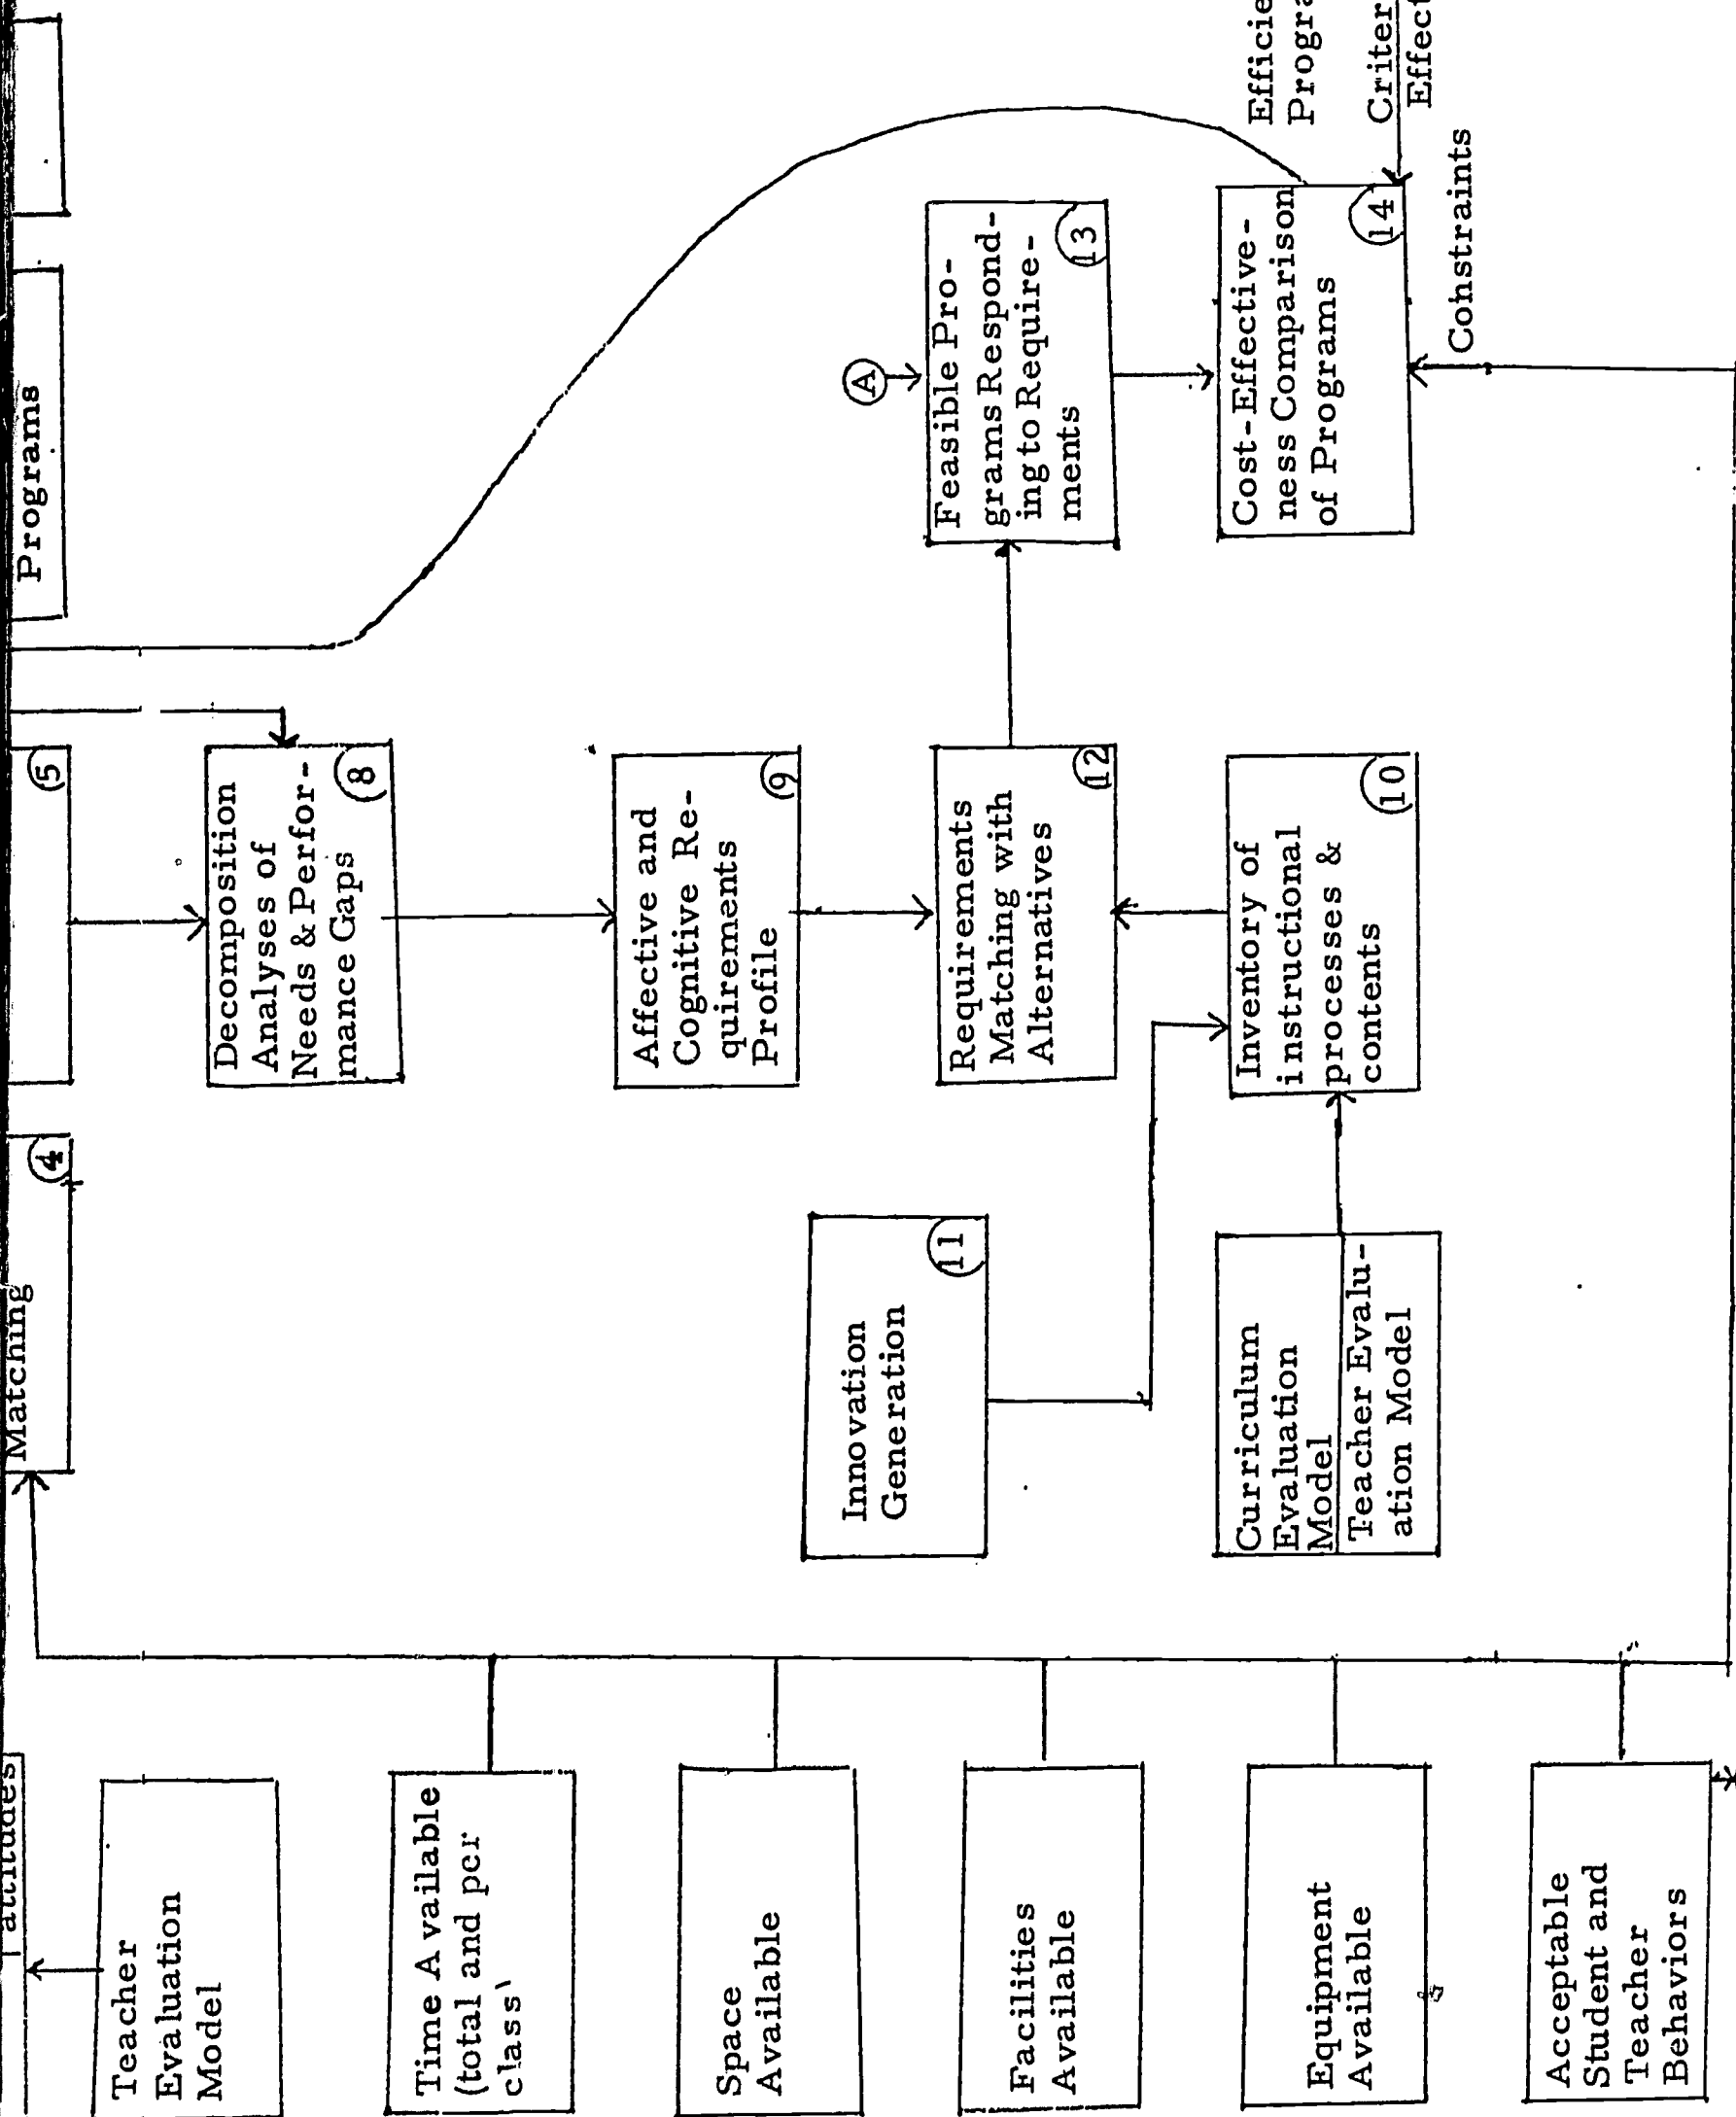 attitudes
Teacher
Evaluation
Model
Time Available
(total and per
class)
Space
Available
Facilities
Available
Equipment
Available
Acceptable
Student and
Teacher
Behaviors
Matching
4
Innovation
Generation
11
Curriculum
Evaluation
Model
Teacher Evalu-
ation Model
5
Decomposition
Analyses of
Needs & Perfor-
mance Gaps
8
Affective and
Cognitive Re-
quirements
Profile
9
Requirements
Matching with
Alternatives
12
Inventory of
instructional
processes &
contents
10
Programs
A
Feasible Pro-
grams Respond-
ing to Require-
ments
13
Cost-Effective-
ness Comparison
of Programs
14
Constraints
Efficie
Progra
Criter
Effect